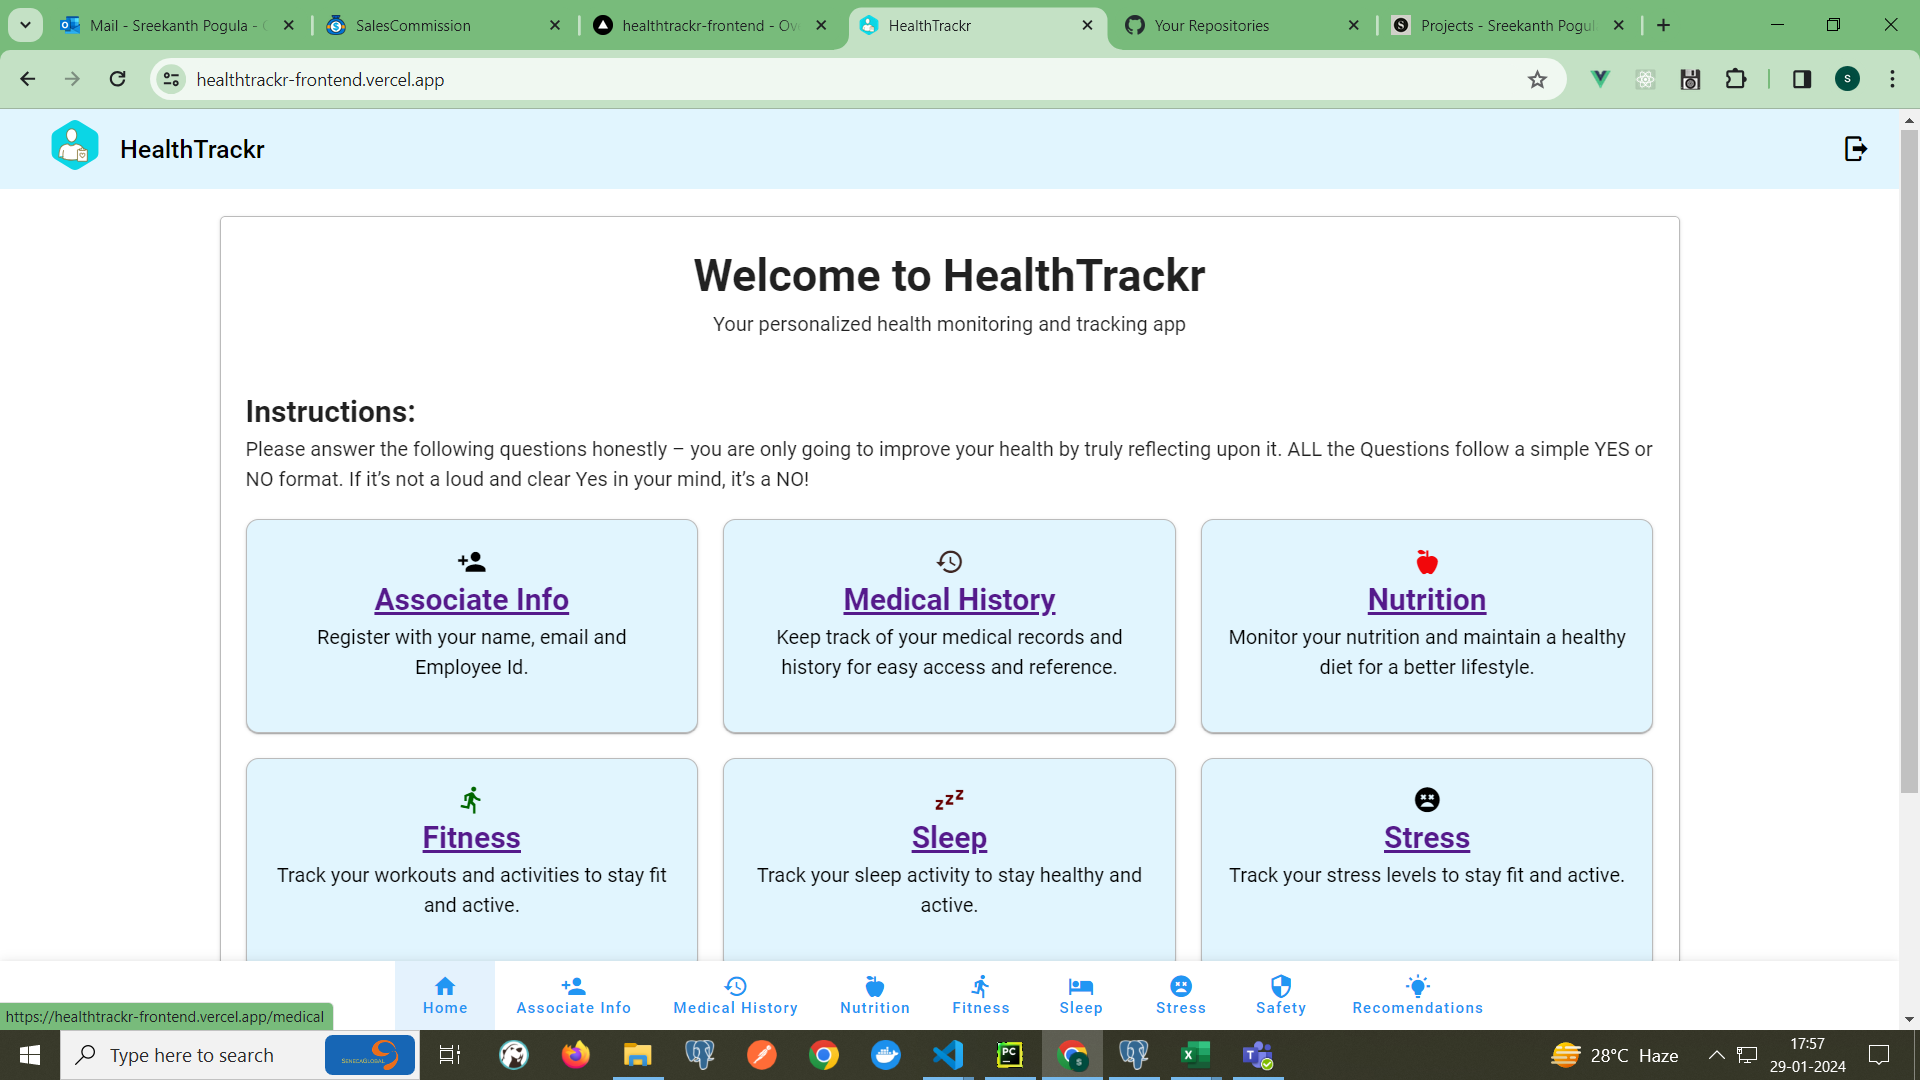 Mail - Sreekanth Pogula -
SalesCommission
healthtrackr-frontend - Ov
HealthTrackr
Your Repositories
Projects - Sreekanth Pogul
healthtrackr-frontend.vercel.app
S
HealthTrackr
Welcome to HealthTrackr
Your personalized health monitoring and tracking app
Instructions:
Please answer the following questions honestly – you are only going to improve your health by truly reflecting upon it. ALL the Questions follow a simple YES or
NO format. If it’s not a loud and clear Yes in your mind, it’s a NO!
Associate Info
Register with your name, email and
Employee Id.
Medical History
Keep track of your medical records and
history for easy access and reference.
Nutrition
Monitor your nutrition and maintain a healthy
diet for a better lifestyle.
zzz
Fitness
Track your workouts and activities to stay fit
and active.
Sleep
Track your sleep activity to stay healthy and
active.
Stress
Track your stress levels to stay fit and active.
Home
Associate Info
Medical History
Nutrition
Fitness
Sleep
Stress
Safety
Recomendations
https://healthtrackr-frontend.vercel.app/medical
Type here to search
SENECAGLOBAL
PC
28°C Haze
17:57
29-01-2024